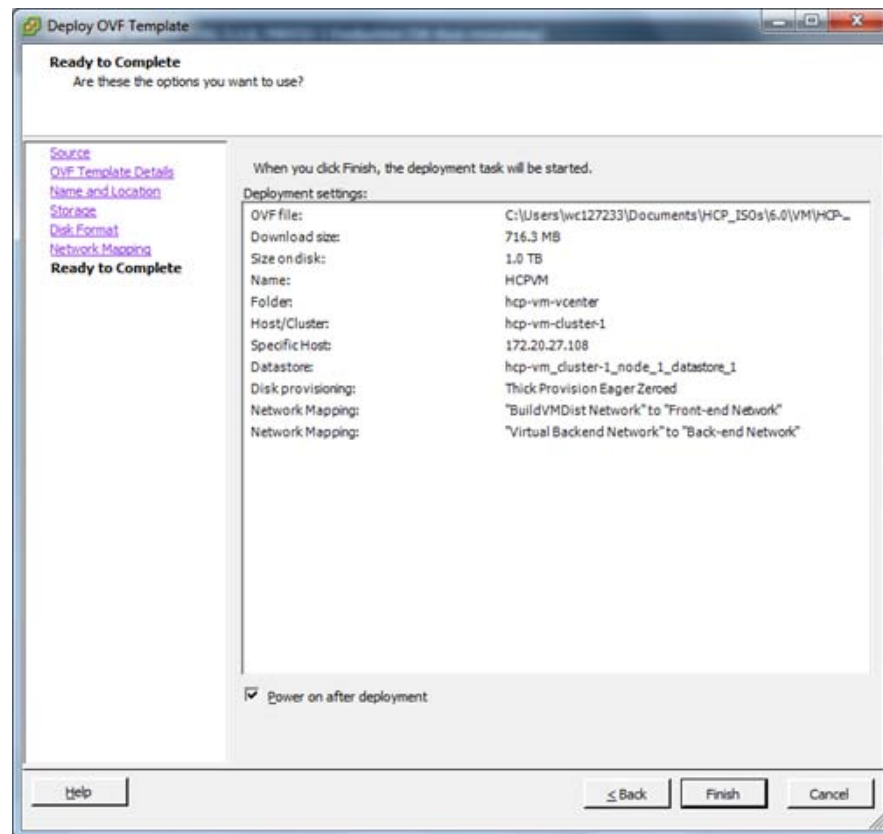 Deploy OVF Template
Ready to Complete
Are these the options you want to use?
Source
OVF Template Details
Name and Location
Storage
Disk Format
Network Mapping
Ready to Complete
When you click Finish, the deployment task will be started.
Deployment settings:
OVF file: C:\Users\wc127233\Documents\HCP_ISOs\6.0\VM\HCP-...
Download size: 716.3 MB
Size on disk: 1.0 TB
Name: HCPVM
Folder: hcp-vm-vcenter
Host/Cluster: hcp-vm-cluster-1
Specific Host: 172.20.27.108
Datastore: hcp-vm_cluster-1_node_1_datastore_1
Disk provisioning: Thick Provision Eager Zeroed
Network Mapping: "BuildVMDist Network" to "Front-end Network"
Network Mapping: "Virtual Backend Network" to "Back-end Network"
Power on after deployment
Help
< Back
Finish
Cancel